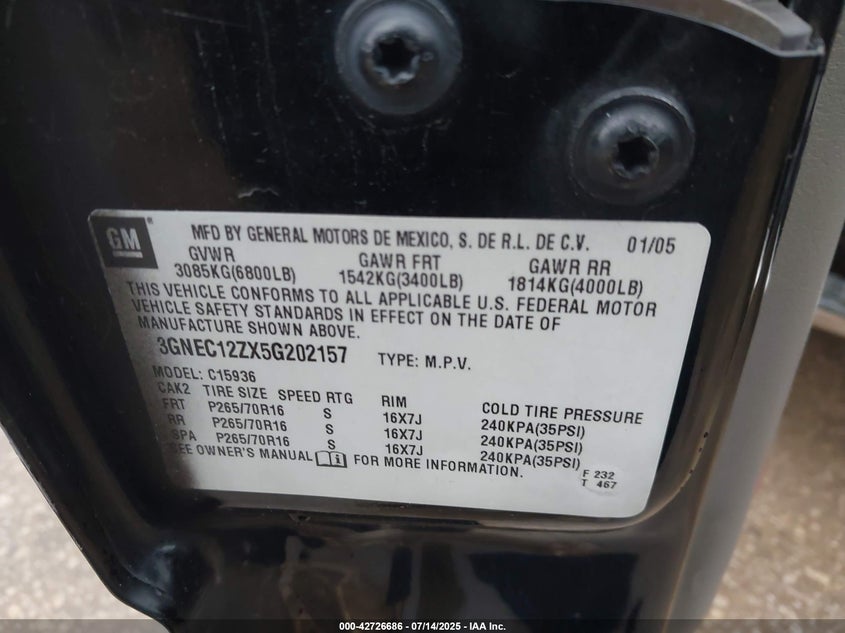 GM
MFD BY GENERAL MOTORS DE MEXICO, S. DE R.L. DE C.V. 01/05
GVWR GAWR FRT GAWR RR
3085KG(6800LB) 1542KG(3400LB) 1814KG(4000LB)
THIS VEHICLE CONFORMS TO ALL APPLICABLE U.S. FEDERAL MOTOR
VEHICLE SAFETY STANDARDS IN EFFECT ON THE DATE OF
MANUFACTURE SHOWN ABOVE.
3GNEC12ZX5G202157 TYPE: M.P.V.
MODEL: C15936
CAK2 TIRE SIZE SPEED RTG RIM COLD TIRE PRESSURE
FRT P265/70R16 S 16X7J 240KPA(35PSI)
RR P265/70R16 S 16X7J 240KPA(35PSI)
SPA P265/70R16 S 16X7J 240KPA(35PSI)
SEE OWNER'S MANUAL FOR MORE INFORMATION.
F 232
T 467
000-42726686 - 07/14/2025 - IAA Inc.